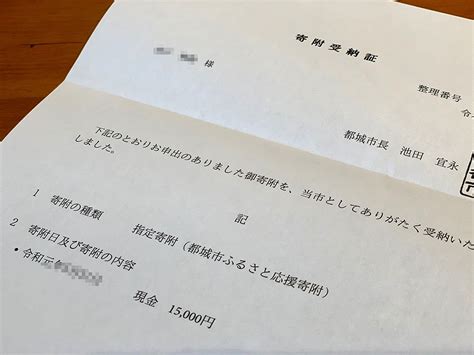 寄附受納証
様
整理番号
令
都城市長 池田 宜永
下記のとおりお申出のありました御寄附を、当市としてありがたく受納いた
しました。
記
1 寄附の種類 指定寄附（都城市ふるさと応援寄附）
2 寄附日及び寄附の内容
・令和元年
現金 15,000円